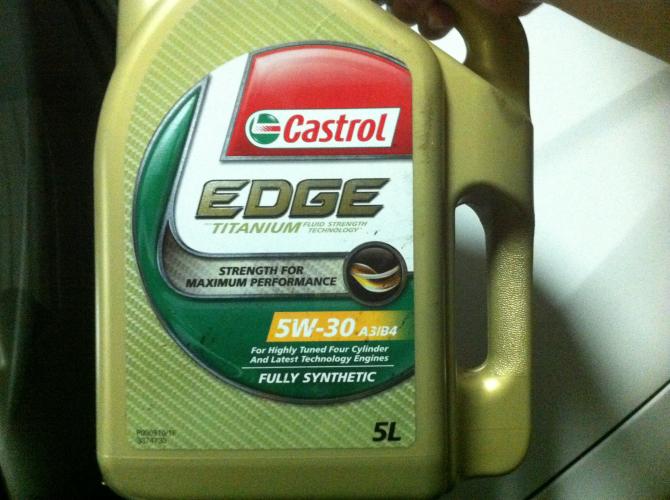 Castrol
EDGE
TITANIUM FLUID STRENGTH
TECHNOLOGY
STRENGTH FOR
MAXIMUM PERFORMANCE
5W-30 A3/B4
For Highly Tuned Four Cylinder
And Latest Technology Engines
FULLY SYNTHETIC
5L